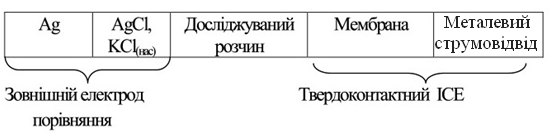 Ag
AgCl,
KCl(нас)
Досліджуваний
розчин
Мембрана
Металевий
струмовідвід
Зовнішній електрод
порівняння
Твердоконтактний ІСЕ